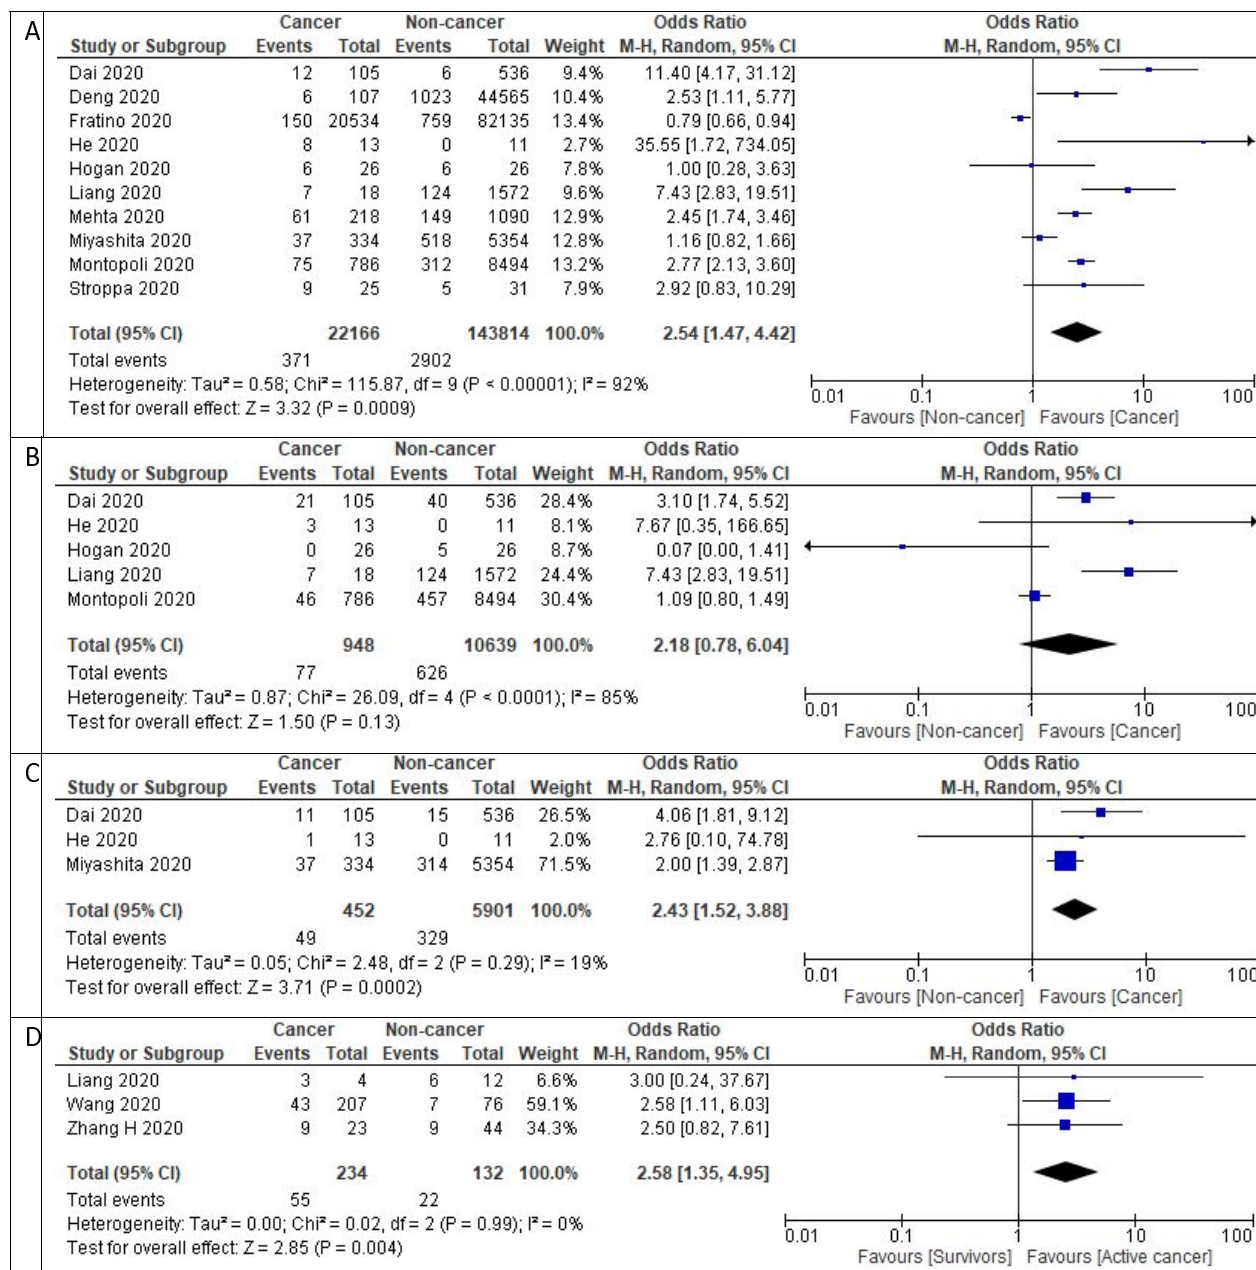 A
Cancer Non-cancer Odds Ratio Odds Ratio
Study or Subgroup Events Total Events Total Weight M-H, Random, 95% CI M-H, Random, 95% CI
Dai 2020 12 105 6 536 9.4% 11.40 [4.17, 31.12]
Deng 2020 6 107 1023 44565 10.4% 2.53 [1.11, 5.77]
Fratino 2020 150 20534 759 82135 13.4% 0.79 [0.66, 0.94]
He 2020 8 13 0 11 2.7% 35.55 [1.72, 734.05]
Hogan 2020 6 26 6 26 7.8% 1.00 [0.28, 3.63]
Liang 2020 7 18 124 1572 9.6% 7.43 [2.83, 19.51]
Mehta 2020 61 218 149 1090 12.9% 2.45 [1.74, 3.46]
Miyashita 2020 37 334 518 5354 12.8% 1.16 [0.82, 1.66]
Montopoli 2020 75 786 312 8494 13.2% 2.77 [2.13, 3.60]
Stroppa 2020 9 25 5 31 7.9% 2.92 [0.83, 10.29]
Total (95% CI) 22166 143814 100.0% 2.54 [1.47, 4.42]
Total events 371 2902
Heterogeneity: Tau² = 0.58; Chi² = 115.87, df = 9 (P < 0.00001); I² = 92%
Test for overall effect: Z = 3.32 (P = 0.0009)
0.01 0.1 1 10 100
Favours [Non-cancer] Favours [Cancer]
B
Cancer Non-cancer Odds Ratio Odds Ratio
Study or Subgroup Events Total Events Total Weight M-H, Random, 95% CI M-H, Random, 95% CI
Dai 2020 21 105 40 536 28.4% 3.10 [1.74, 5.52]
He 2020 3 13 0 11 8.1% 7.67 [0.35, 166.65]
Hogan 2020 0 26 5 26 8.7% 0.07 [0.00, 1.41]
Liang 2020 7 18 124 1572 24.4% 7.43 [2.83, 19.51]
Montopoli 2020 46 786 457 8494 30.4% 1.09 [0.80, 1.49]
Total (95% CI) 948 10639 100.0% 2.18 [0.78, 6.04]
Total events 77 626
Heterogeneity: Tau² = 0.87; Chi² = 26.09, df = 4 (P < 0.0001); I² = 85%
Test for overall effect: Z = 1.50 (P = 0.13)
0.01 0.1 1 10 100
Favours [Non-cancer] Favours [Cancer]
C
Cancer Non-cancer Odds Ratio Odds Ratio
Study or Subgroup Events Total Events Total Weight M-H, Random, 95% CI M-H, Random, 95% CI
Dai 2020 11 105 15 536 26.5% 4.06 [1.81, 9.12]
He 2020 1 13 0 11 2.0% 2.76 [0.10, 74.78]
Miyashita 2020 37 334 314 5354 71.5% 2.00 [1.39, 2.87]
Total (95% CI) 452 5901 100.0% 2.43 [1.52, 3.88]
Total events 49 329
Heterogeneity: Tau² = 0.05; Chi² = 2.48, df = 2 (P = 0.29); I² = 19%
Test for overall effect: Z = 3.71 (P = 0.0002)
0.01 0.1 1 10 100
Favours [Non-cancer] Favours [Cancer]
D
Cancer Non-cancer Odds Ratio Odds Ratio
Study or Subgroup Events Total Events Total Weight M-H, Random, 95% CI M-H, Random, 95% CI
Liang 2020 3 4 6 12 6.6% 3.00 [0.24, 37.67]
Wang 2020 43 207 7 76 59.1% 2.58 [1.11, 6.03]
Zhang H 2020 9 23 9 44 34.3% 2.50 [0.82, 7.61]
Total (95% CI) 234 132 100.0% 2.58 [1.35, 4.95]
Total events 55 22
Heterogeneity: Tau² = 0.00; Chi² = 0.02, df = 2 (P = 0.99); I² = 0%
Test for overall effect: Z = 2.85 (P = 0.004)
0.01 0.1 1 10 100
Favours [Survivors] Favours [Active cancer]